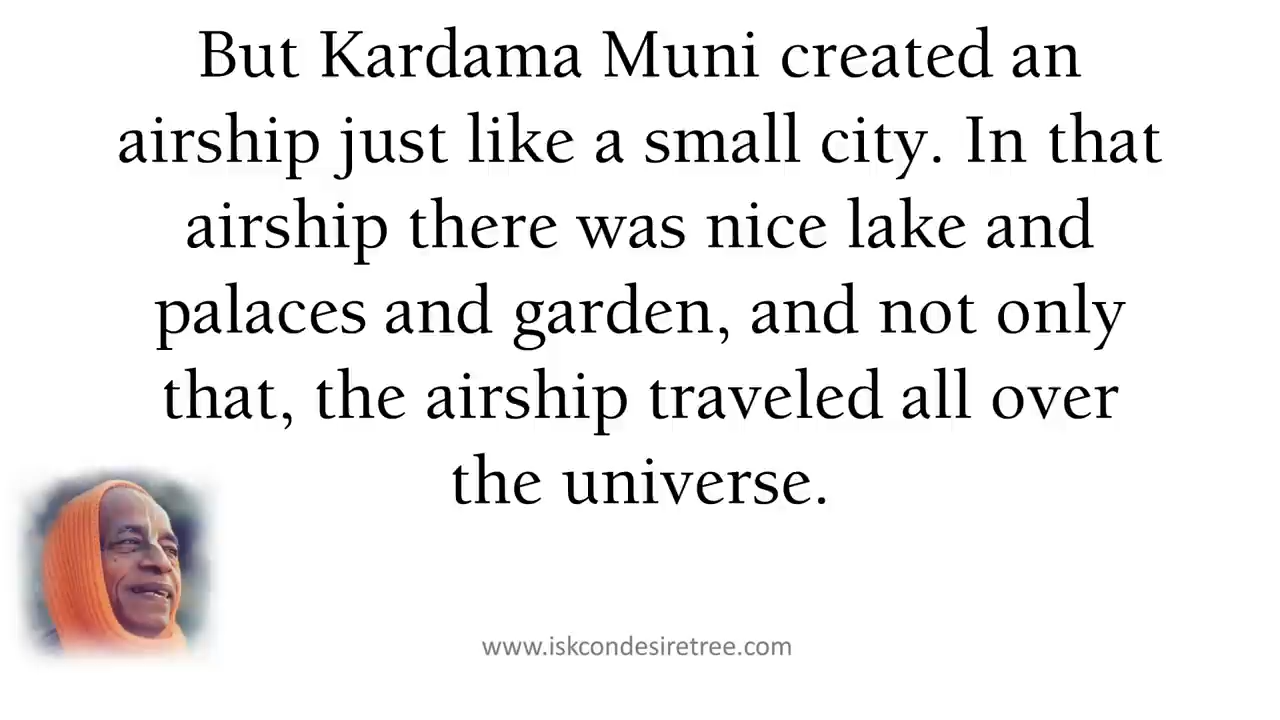 But Kardama Muni created an
airship just like a small city. In that
airship there was nice lake and
palaces and garden, and not only
that, the airship traveled all over
the universe.
www.iskcondesiretree.com